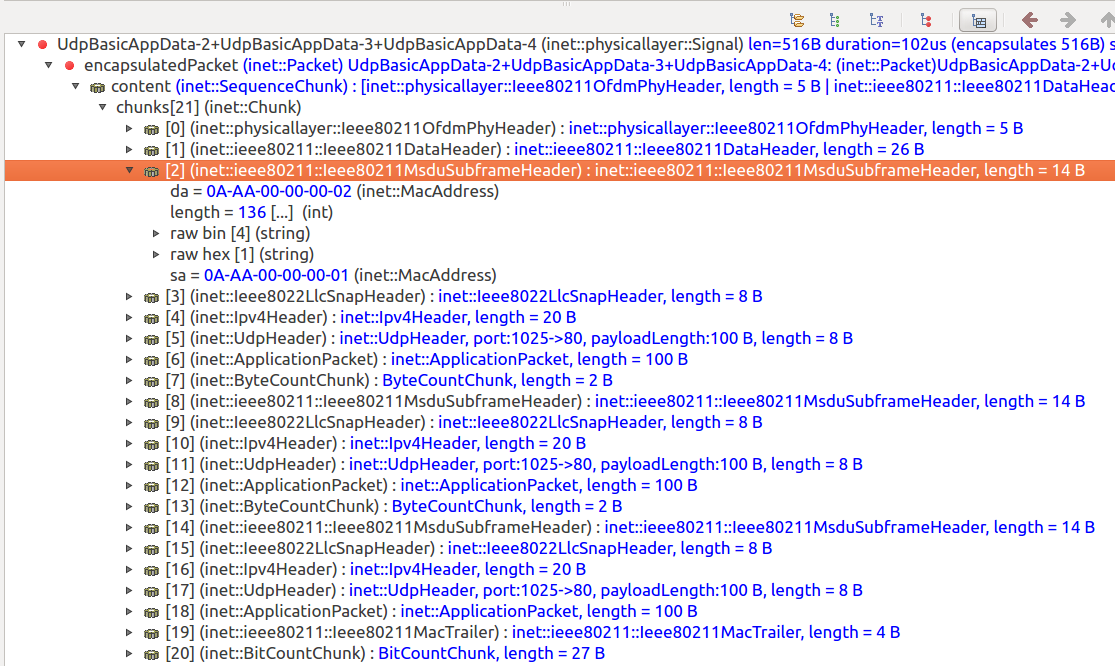 UdpBasicAppData-2+UdpBasicAppData-3+UdpBasicAppData-4 (inet::physicallayer::Signal) len=516B duration=102us (encapsulates 516B) s
encapsulatedPacket (inet::Packet) UdpBasicAppData-2+UdpBasicAppData-3+UdpBasicAppData-4: (inet::Packet)UdpBasicAppData-2+Uc
content (inet::SequenceChunk) : [inet::physicallayer::Ieee80211OfdmPhyHeader, length = 5 B | inet::ieee80211::Ieee80211DataHeac
chunks[21] (inet::Chunk)
[0] (inet::physicallayer::Ieee80211OfdmPhyHeader) : inet::physicallayer::Ieee80211OfdmPhyHeader, length = 5 B
[1] (inet::ieee80211::Ieee80211DataHeader) : inet::ieee80211::Ieee80211DataHeader, length = 26 B
[2] (inet::ieee80211::Ieee80211MsduSubframeHeader) : inet::ieee80211::Ieee80211MsduSubframeHeader, length = 14 B
da = 0A-AA-00-00-00-02 (inet::MacAddress)
length = 136 [...] (int)
raw bin [4] (string)
raw hex [1] (string)
sa = 0A-AA-00-00-00-01 (inet::MacAddress)
[3] (inet::Ieee8022LlcSnapHeader) : inet::Ieee8022LlcSnapHeader, length = 8 B
[4] (inet::Ipv4Header) : inet::Ipv4Header, length = 20 B
[5] (inet::UdpHeader) : inet::UdpHeader, port:1025->80, payloadLength:100 B, length = 8 B
[6] (inet::ApplicationPacket) : inet::ApplicationPacket, length = 100 B
[7] (inet::ByteCountChunk) : ByteCountChunk, length = 2 B
[8] (inet::ieee80211::Ieee80211MsduSubframeHeader) : inet::ieee80211::Ieee80211MsduSubframeHeader, length = 14 B
[9] (inet::Ieee8022LlcSnapHeader) : inet::Ieee8022LlcSnapHeader, length = 8 B
[10] (inet::Ipv4Header) : inet::Ipv4Header, length = 20 B
[11] (inet::UdpHeader) : inet::UdpHeader, port:1025->80, payloadLength:100 B, length = 8 B
[12] (inet::ApplicationPacket) : inet::ApplicationPacket, length = 100 B
[13] (inet::ByteCountChunk) : ByteCountChunk, length = 2 B
[14] (inet::ieee80211::Ieee80211MsduSubframeHeader) : inet::ieee80211::Ieee80211MsduSubframeHeader, length = 14 B
[15] (inet::Ieee8022LlcSnapHeader) : inet::Ieee8022LlcSnapHeader, length = 8 B
[16] (inet::Ipv4Header) : inet::Ipv4Header, length = 20 B
[17] (inet::UdpHeader) : inet::UdpHeader, port:1025->80, payloadLength:100 B, length = 8 B
[18] (inet::ApplicationPacket) : inet::ApplicationPacket, length = 100 B
[19] (inet::ieee80211::Ieee80211MacTrailer) : inet::ieee80211::Ieee80211MacTrailer, length = 4 B
[20] (inet::BitCountChunk) : BitCountChunk, length = 27 B